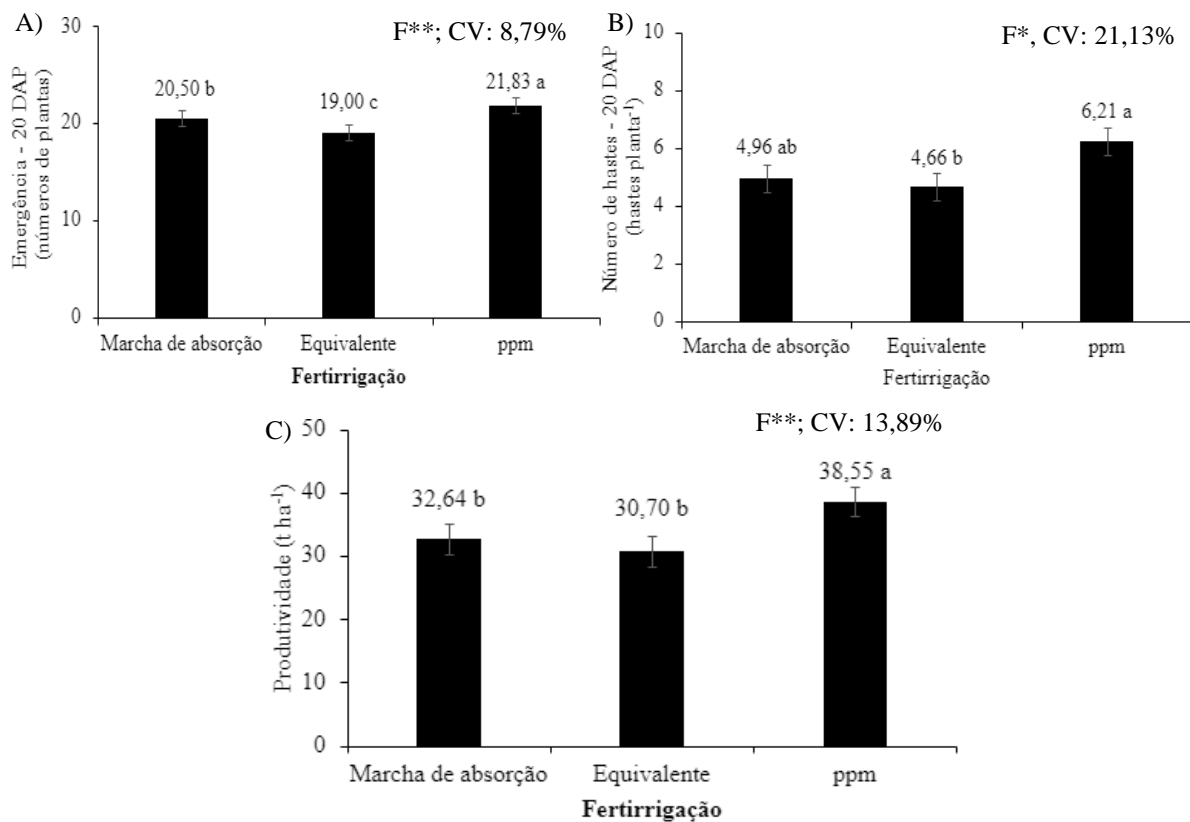 A)
F**; CV: 8,79%
Emergência - 20 DAP
(números de plantas)
30
20
10
0
20,50 b
19,00 c
21,83 a
Marcha de absorção
Equivalente
ppm
Fertirrigação
B)
F*, CV: 21,13%
Número de hastes - 20 DAP
(hastes planta⁻¹)
10
8
6
4
2
0
4,96 ab
4,66 b
6,21 a
Marcha de absorção
Equivalente
ppm
Fertirrigação
C)
F**; CV: 13,89%
Produtividade (t ha⁻¹)
50
40
30
20
10
0
32,64 b
30,70 b
38,55 a
Marcha de absorção
Equivalente
ppm
Fertirrigação